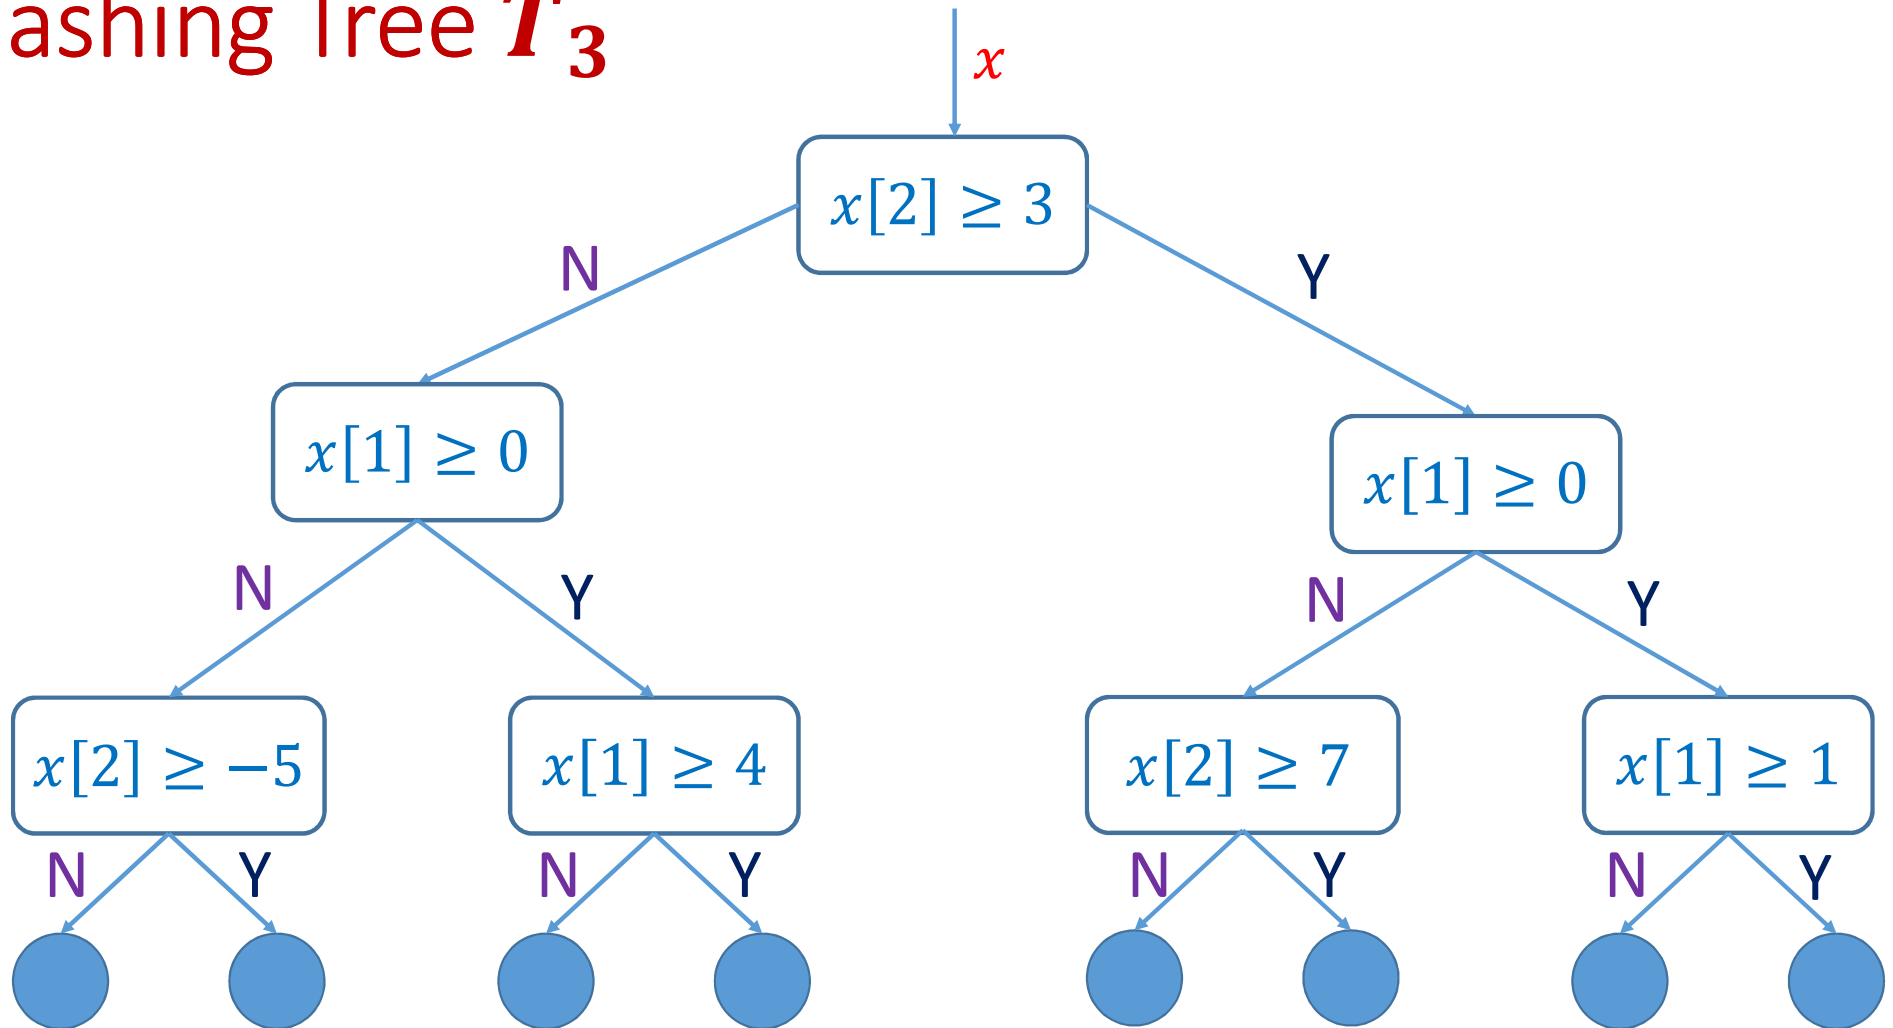 ashing Tree T₃
x
x[2] ≥ 3
N Y
x[1] ≥ 0
x[1] ≥ 0
N Y N Y
x[2] ≥ −5 x[1] ≥ 4 x[2] ≥ 7 x[1] ≥ 1
N Y N Y N Y N Y